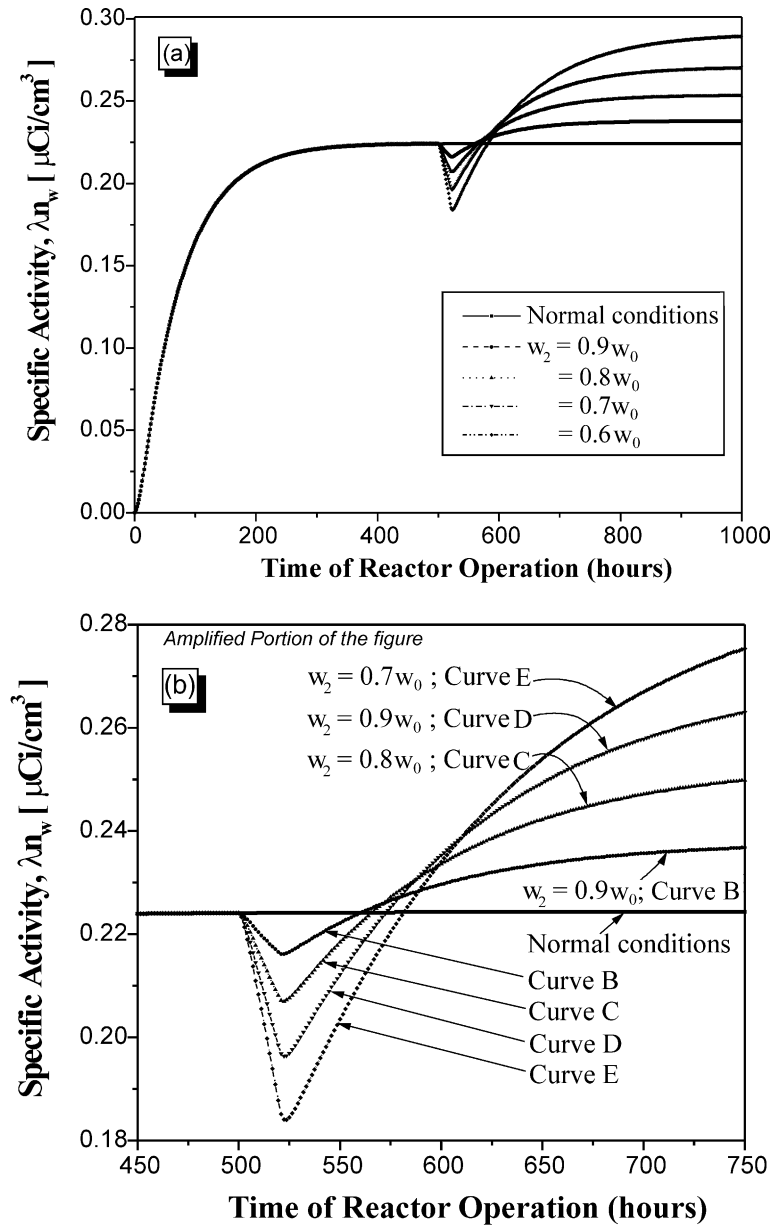 (a)
0.30
0.25
0.20
0.15
0.10
0.05
0.00
Specific Activity, λn_w [ μCi/cm³]
Normal conditions
w₂ = 0.9w₀
= 0.8w₀
= 0.7w₀
= 0.6w₀
0 200 400 600 800 1000
Time of Reactor Operation (hours)
Amplified Portion of the figure
(b)
0.28
0.26
0.24
0.22
0.20
0.18
Specific Activity, λn_w [ μCi/cm³]
w₂ = 0.7w₀ ; Curve E
w₂ = 0.9w₀ ; Curve D
w₂ = 0.8w₀ ; Curve C
w₂ = 0.9w₀; Curve B
Normal conditions
Curve B
Curve C
Curve D
Curve E
450 500 550 600 650 700 750
Time of Reactor Operation (hours)